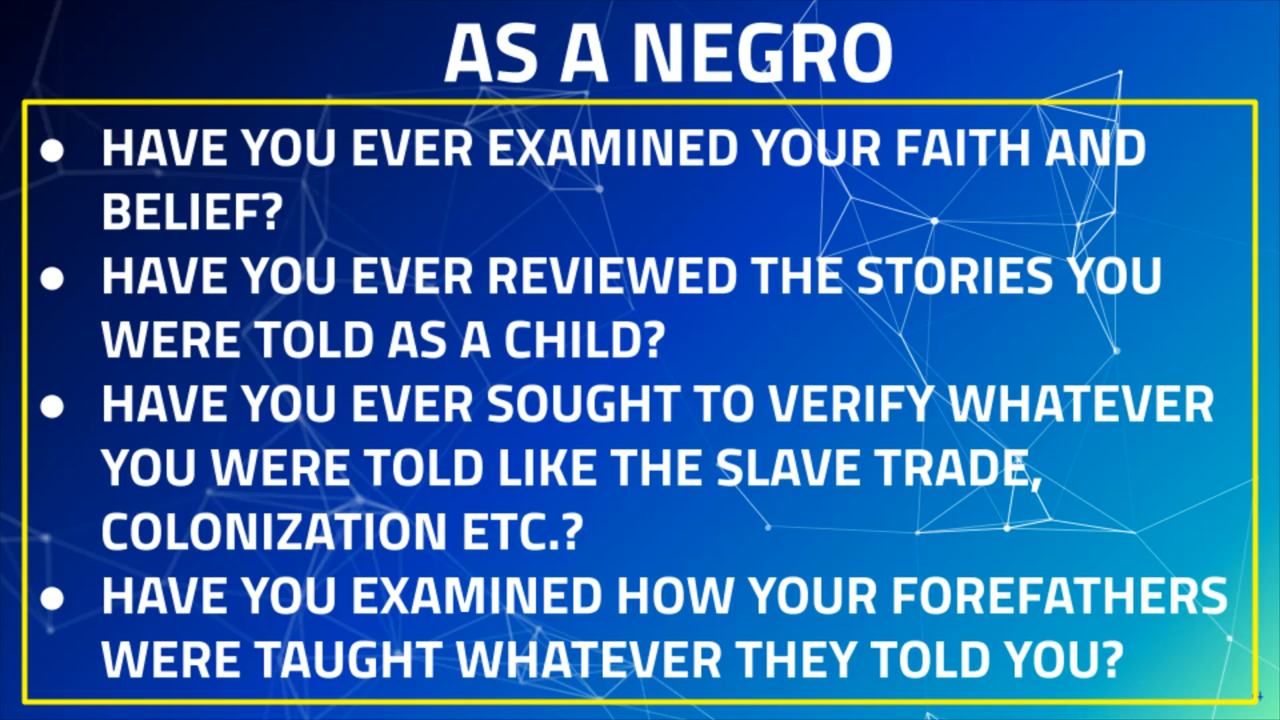 AS A NEGRO
● HAVE YOU EVER EXAMINED YOUR FAITH AND
BELIEF?
● HAVE YOU EVER REVIEWED THE STORIES YOU
WERE TOLD AS A CHILD?
● HAVE YOU EVER SOUGHT TO VERIFY WHATEVER
YOU WERE TOLD LIKE THE SLAVE TRADE,
COLONIZATION ETC.?
● HAVE YOU EXAMINED HOW YOUR FOREFATHERS
WERE TAUGHT WHATEVER THEY TOLD YOU?